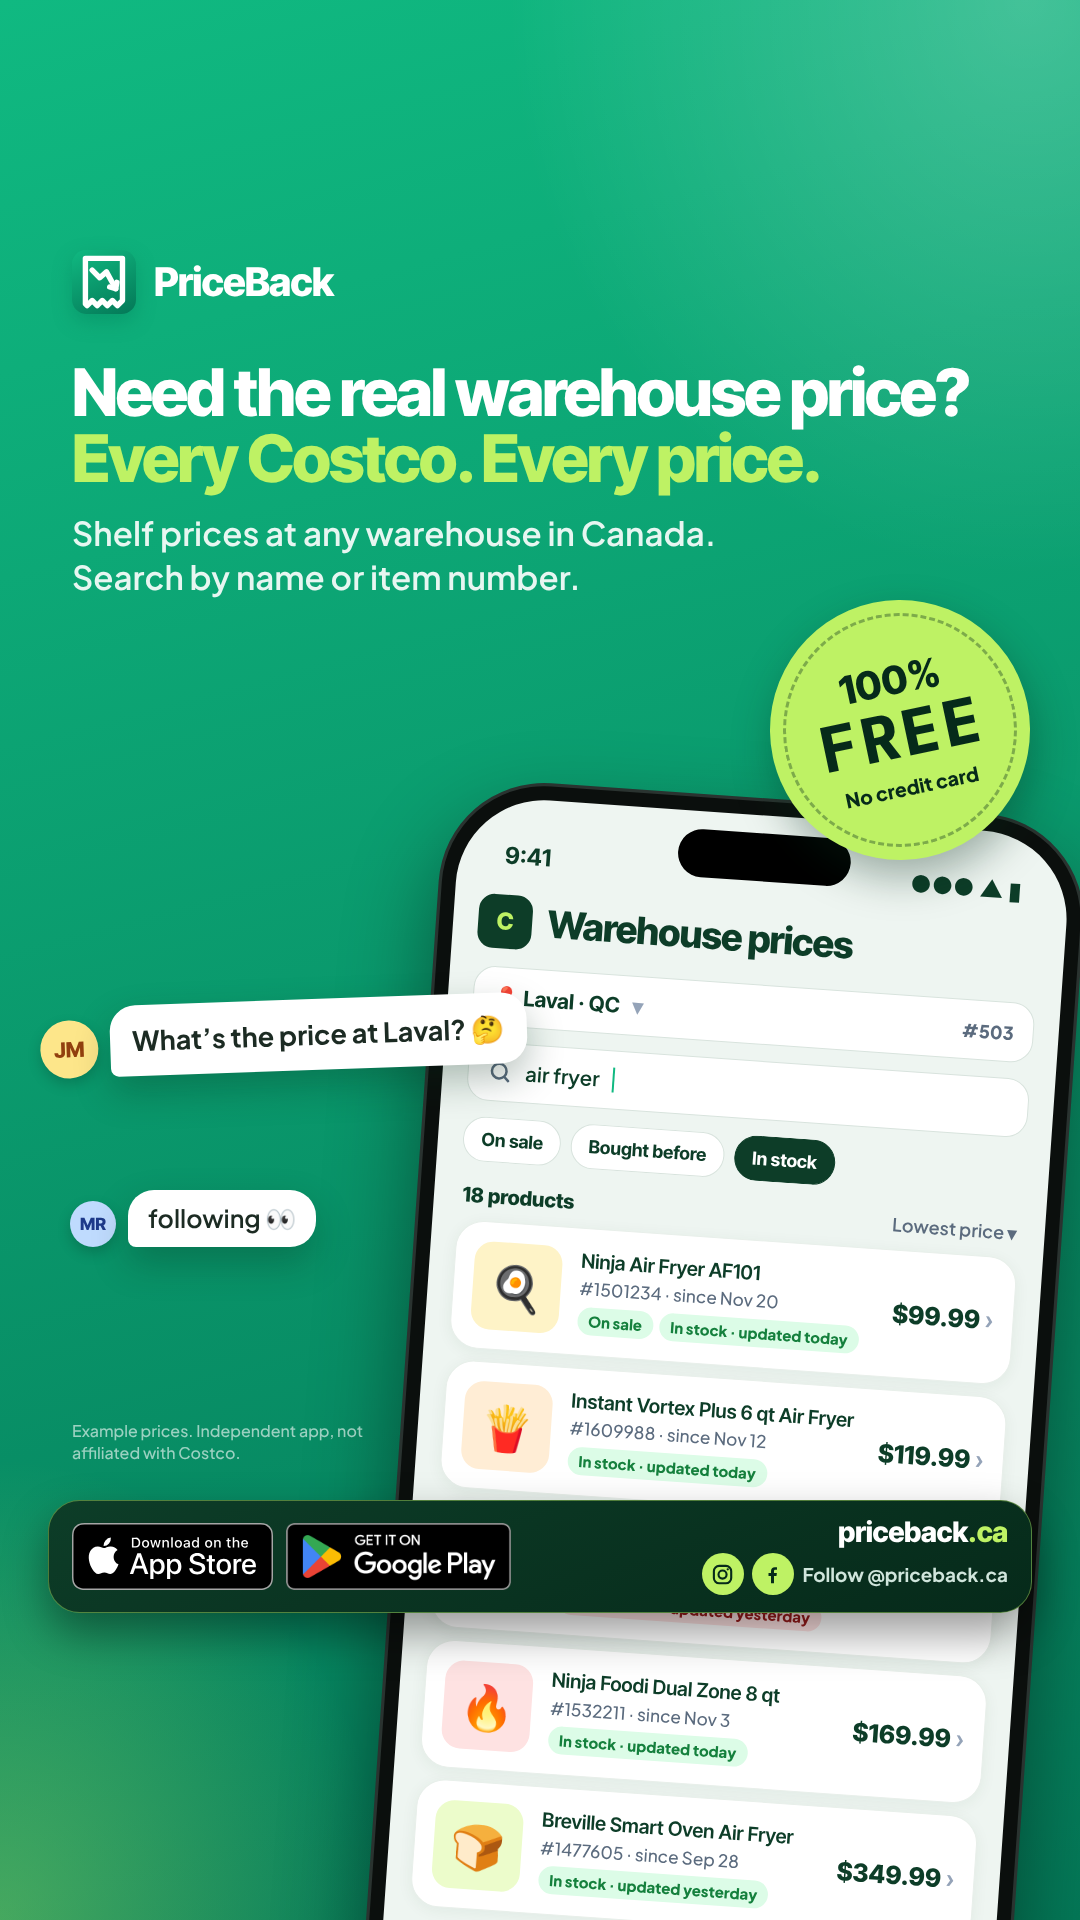 PriceBack
Need the real warehouse price?
Every Costco. Every price.
Shelf prices at any warehouse in Canada.
Search by name or item number.
100%
FREE
No credit card
9:41
C
Warehouse prices
📍 Laval · QC ▼
#503
JM
What's the price at Laval? 🤔
air fryer
On sale
Bought before
In stock
MR
following 👀
18 products
Lowest price ▾
Ninja Air Fryer AF101
#1501234 · since Nov 20
On sale
In stock · updated today
$99.99 ›
Instant Vortex Plus 6 qt Air Fryer
#1609988 · since Nov 12
In stock · updated today
$119.99 ›
Example prices. Independent app, not
affiliated with Costco.
Download on the
App Store
GET IT ON
Google Play
priceback.ca
Follow @priceback.ca
updated yesterday
Ninja Foodi Dual Zone 8 qt
#1532211 · since Nov 3
In stock · updated today
$169.99 ›
Breville Smart Oven Air Fryer
#1477605 · since Sep 28
In stock · updated yesterday
$349.99 ›